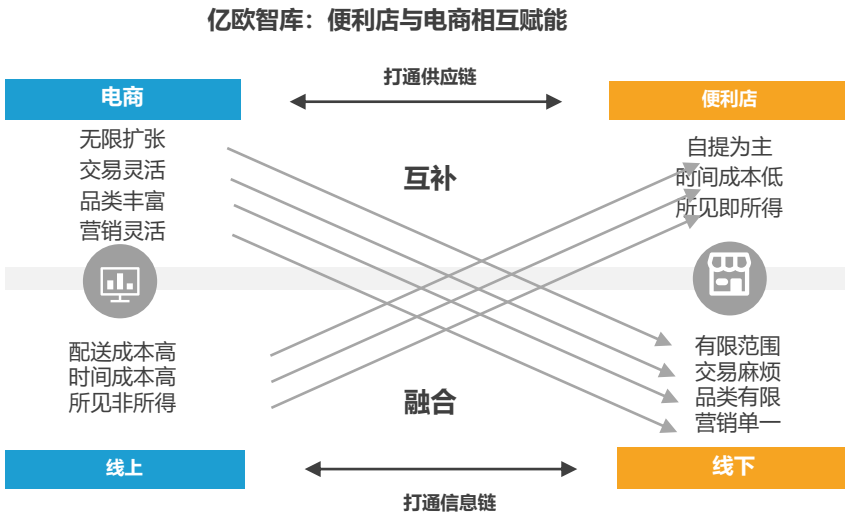 亿欧智库：便利店与电商相互赋能
打通供应链
电商
便利店
无限扩张
交易灵活
品类丰富
营销灵活
互补
自提为主
时间成本低
所见即所得
配送成本高
时间成本高
所见非所得
融合
有限范围
交易麻烦
品类有限
营销单一
线上
线下
打通信息链